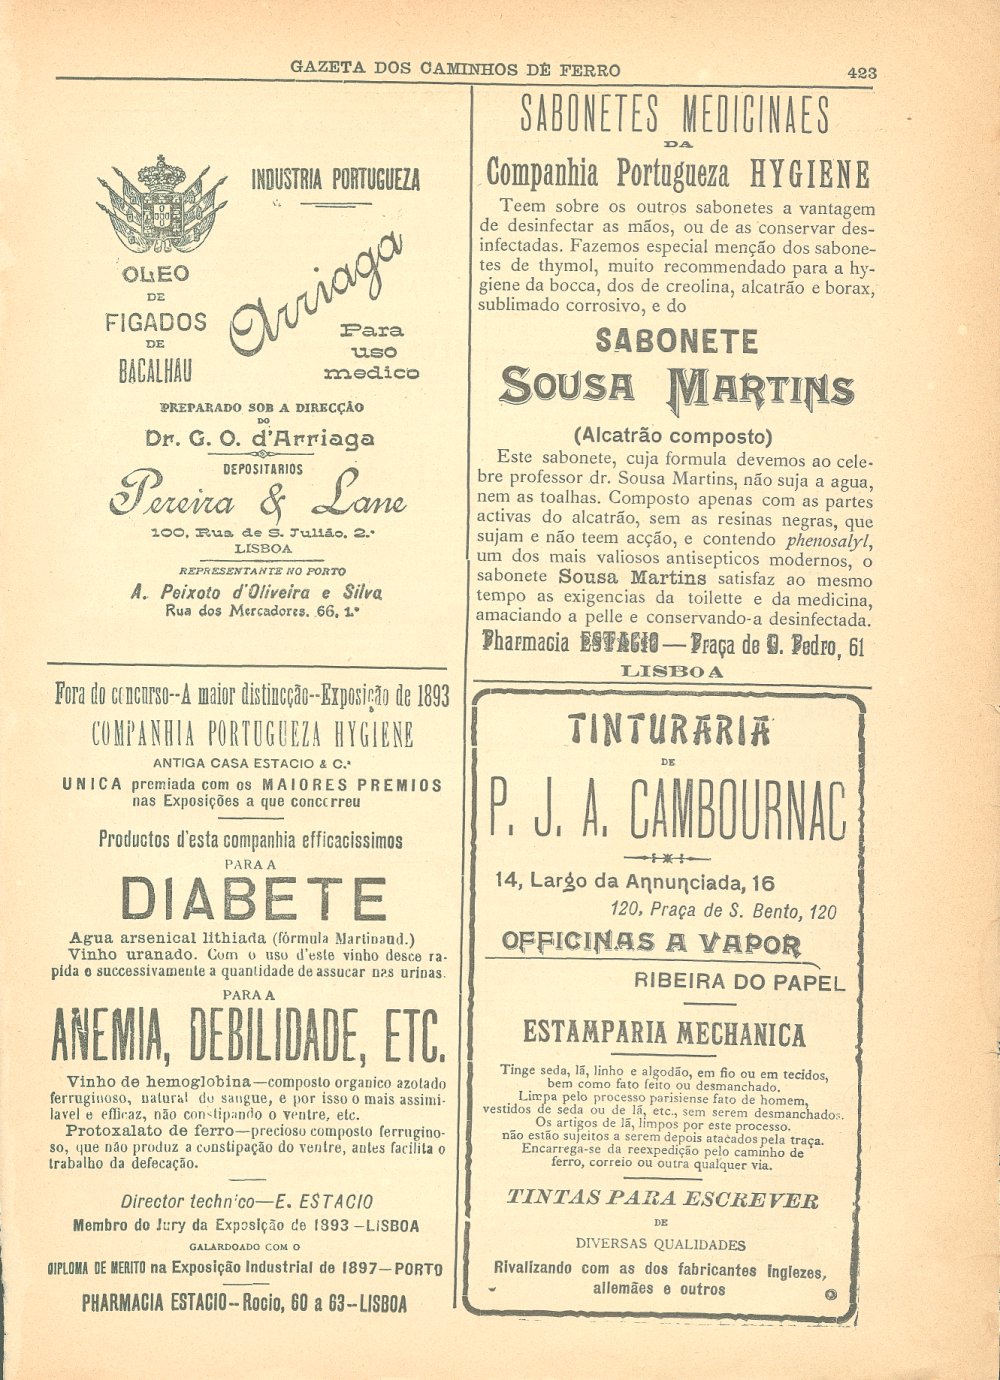 GAZETA DOS CAMINHOS DE FERRO
423
INDUSTRIA PORTUGUEZA
OLEO
DE
FIGADOS
DE
BACALHAU
Arriaga
Para
uso
medico
PREPARADO SOB A DIRECÇÃO
DO
Dr. G. O. d'Arriaga
DEPOSITARIOS
Pereira & Lane
100, Rua de S. Julião, 2.º
LISBOA
REPRESENTANTE NO PORTO
A. Peixoto d'Oliveira e Silva
Rua dos Mercadores, 66, 1.º
Fora do concurso--A maior distincção--Exposição de 1893
COMPANHIA PORTUGUEZA HYGIENE
ANTIGA CASA ESTACIO & C.ª
UNICA premiada com os MAIORES PREMIOS
nas Exposições a que concorreu
Productos d'esta companhia efficacissimos
PARA A
DIABETE
Agua arsenical lithiada (fórmula Martinaud.)
Vinho uranado. Com o uso d'este vinho desce ra-
pida e successivamente a quantidade de assucar nas urinas.
PARA A
ANEMIA, DEBILIDADE, ETC.
Vinho de hemoglobina—composto organico azotado
ferruginoso, natural do sangue, e por isso o mais assimi-
lavel e efficaz, não constipando o ventre, etc.
Protoxalato de ferro—precioso composto ferrugino-
so, que não produz a constipação do ventre, antes facilita o
trabalho da defecação.
Director technico—E. ESTACIO
Membro do Jury da Exposição de 1893—LISBOA
GALARDOADO COM O
DIPLOMA DE MERITO na Exposição Industrial de 1897—PORTO
PHARMACIA ESTACIO--Rocio, 60 a 63--LISBOA
SABONETES MEDICINAES
DA
Companhia Portugueza HYGIENE
Teem sobre os outros sabonetes a vantagem
de desinfectar as mãos, ou de as conservar des-
infectadas. Fazemos especial menção dos sabone-
tes de thymol, muito recommendado para a hy-
giene da bocca, dos de creolina, alcatrão e borax,
sublimado corrosivo, e do
SABONETE
SOUSA MARTINS
(Alcatrão composto)
Este sabonete, cuja formula devemos ao cele-
bre professor dr. Sousa Martins, não suja a agua,
nem as toalhas. Composto apenas com as partes
activas do alcatrão, sem as resinas negras, que
sujam e não teem acção, e contendo phenosalyl,
um dos mais valiosos antisepticos modernos, o
sabonete Sousa Martins satisfaz ao mesmo
tempo as exigencias da toilette e da medicina,
amaciando a pelle e conservando-a desinfectada.
Pharmacia ESTACIO—Praça de D. Pedro, 61
LISBOA
TINTURARIA
DE
P. J. A. CAMBOURNAC
14, Largo da Annunciada, 16
120, Praça de S. Bento, 120
OFFICINAS A VAPOR
RIBEIRA DO PAPEL
ESTAMPARIA MECHANICA
Tinge seda, lã, linho e algodão, em fio ou em tecidos,
bem como fato feito ou desmanchado.
Limpa pelo processo parisiense fato de homem,
vestidos de seda ou de lã, etc., sem serem desmanchados.
Os artigos de lã, limpos por este processo.
não estão sujeitos a serem depois atacados pela traça.
Encarrega-se da reexpedição pelo caminho de
ferro, correio ou outra qualquer via.
TINTAS PARA ESCREVER
DE
DIVERSAS QUALIDADES
Rivalizando com as dos fabricantes inglezes,
allemães e outros